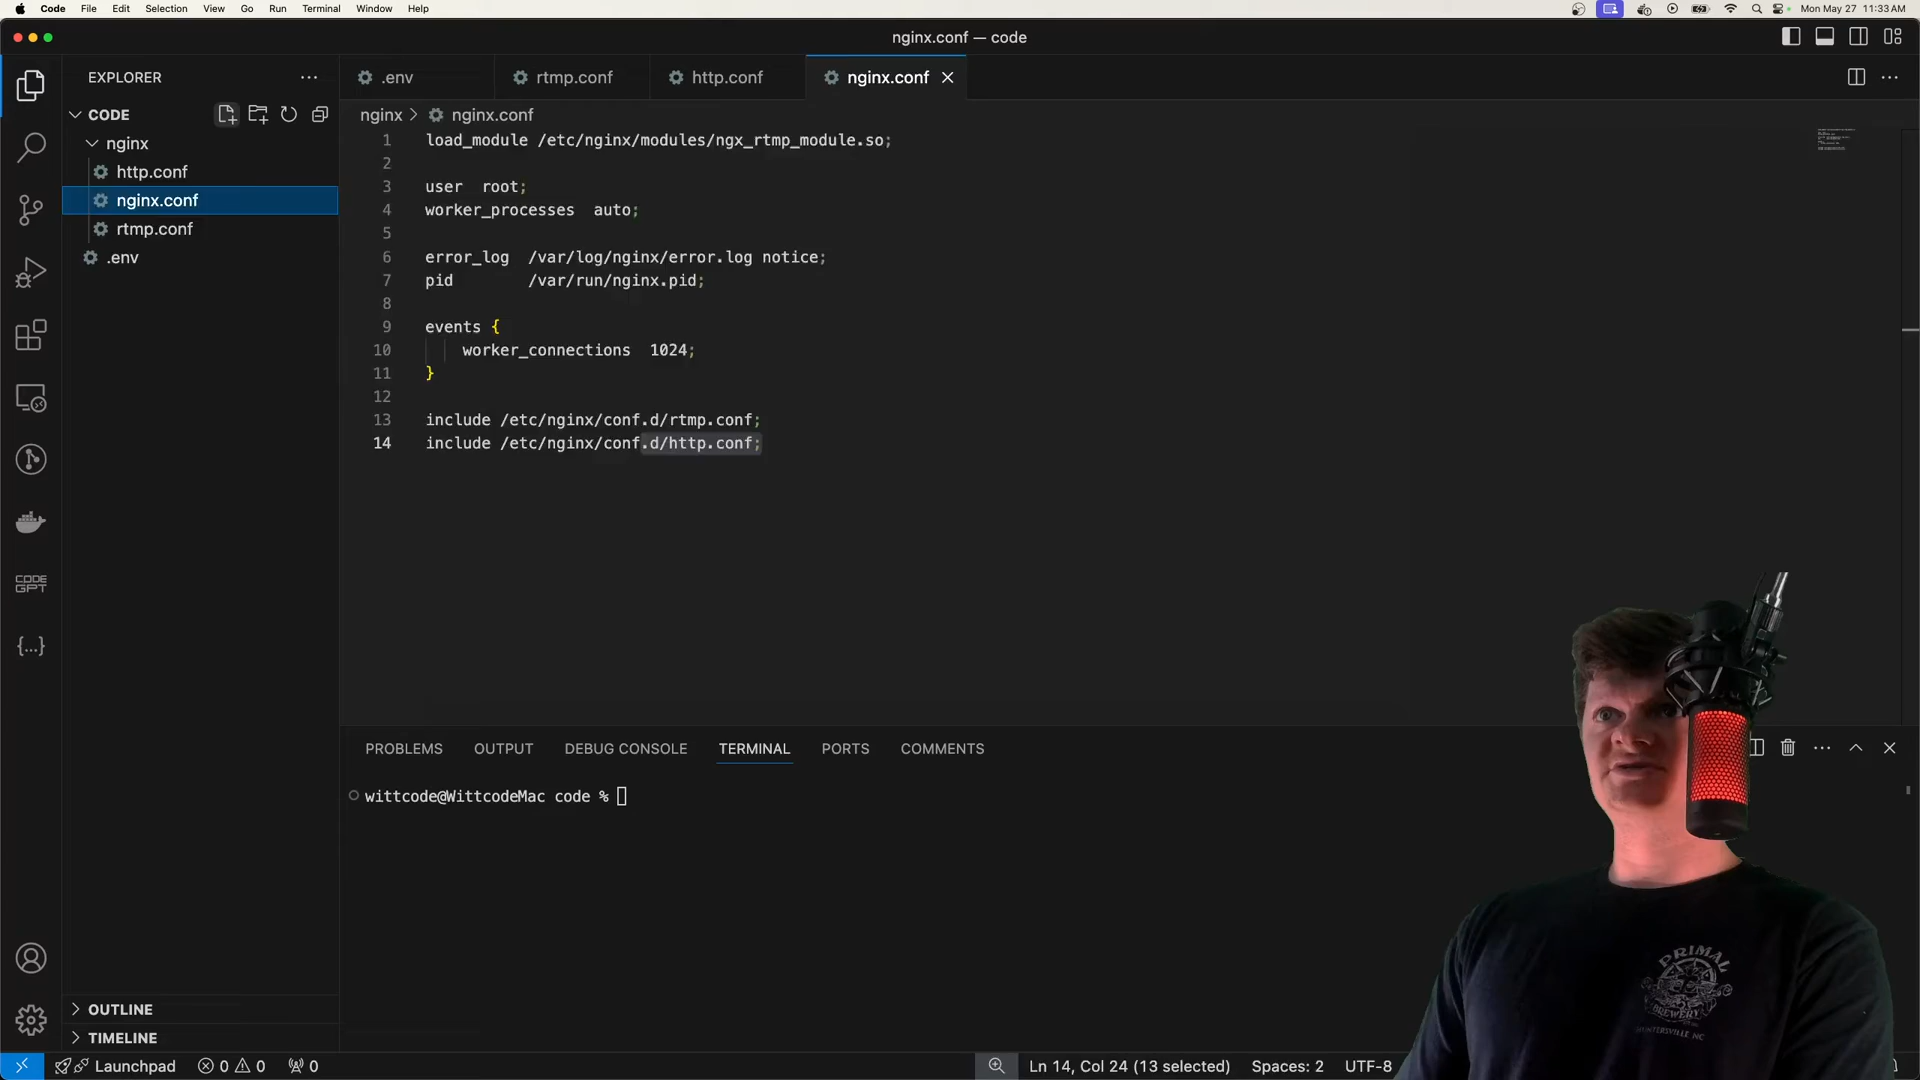 Code File Edit Selection View Go Run Terminal Window Help Mon May 27 11:33 AM
nginx.conf — code
EXPLORER
.env
rtmp.conf
http.conf
nginx.conf
CODE
nginx
http.conf
nginx.conf
rtmp.conf
.env
nginx > nginx.conf
1 load_module /etc/nginx/modules/ngx_rtmp_module.so;
2
3 user  root;
4 worker_processes  auto;
5
6 error_log  /var/log/nginx/error.log notice;
7 pid        /var/run/nginx.pid;
8
9 events {
10     worker_connections  1024;
11 }
12
13 include /etc/nginx/conf.d/rtmp.conf;
14 include /etc/nginx/conf.d/http.conf;
CODE
GPT
{...}
PROBLEMS OUTPUT DEBUG CONSOLE TERMINAL PORTS COMMENTS
wittcode@WittcodeMac code %
PRIMAL
BREWERY
HUNTERSVILLE NC
OUTLINE
TIMELINE
Launchpad 0 0 0 Ln 14, Col 24 (13 selected) Spaces: 2 UTF-8